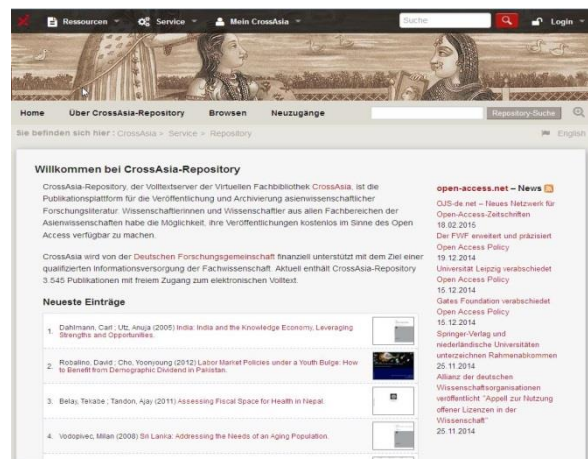 Ressourcen
Service
Mein CrossAsia
Suche
Login
Home
Über CrossAsia-Repository
Browsen
Neuzugänge
Repository-Suche
Sie befinden sich hier : CrossAsia > Service > Repository
English
Willkommen bei CrossAsia-Repository
CrossAsia-Repository, der Volltextserver der Virtuellen Fachbibliothek CrossAsia, ist die
Publikationsplattform für die Veröffentlichung und Archivierung asienwissenschaftlicher
Forschungsliteratur. Wissenschaftlerinnen und Wissenschaftler aus allen Fachbereichen der
Asienwissenschaften habe die Möglichkeit, ihre Veröffentlichungen kostenlos im Sinne des Open
Access verfügbar zu machen.
CrossAsia wird von der Deutschen Forschungsgemeinschaft finanziell unterstützt mit dem Ziel einer
qualifizierten Informationsversorgung der Fachwissenschaft. Aktuell enthält CrossAsia-Repository
3.545 Publikationen mit freiem Zugang zum elektronischen Volltext.
Neueste Einträge
1. Dahlmann, Carl ; Utz, Anuja (2005) India: India and the Knowledge Economy, Leveraging
Strengths and Opportunities.
2. Robalino, David ; Cho, Yoonyoung (2012) Labor Market Policies under a Youth Bulge: How
to Benefit from Demographic Dividend in Pakistan.
3. Belay, Tekabe ; Tandon, Ajay (2011) Assessing Fiscal Space for Health in Nepal.
4. Vodopivec, Milan (2008) Sri Lanka: Addressing the Needs of an Aging Population.
open-access.net – News
OJS-de.net – Neues Netzwerk für
Open-Access-Zeitschriften
18.02.2015
Der FWF erweitert und präzisiert
Open Access Policy
19.12.2014
Universität Leipzig verabschiedet
Open Access Policy
15.12.2014
Gates Foundation verabschiedet
Open Access Policy
15.12.2014
Springer-Verlag und
niederländische Universitäten
unterzeichnen Rahmenabkommen
25.11.2014
Allianz der deutschen
Wissenschaftsorganisationen
veröffentlicht "Appell zur Nutzung
offener Lizenzen in der
Wissenschaft"
25.11.2014